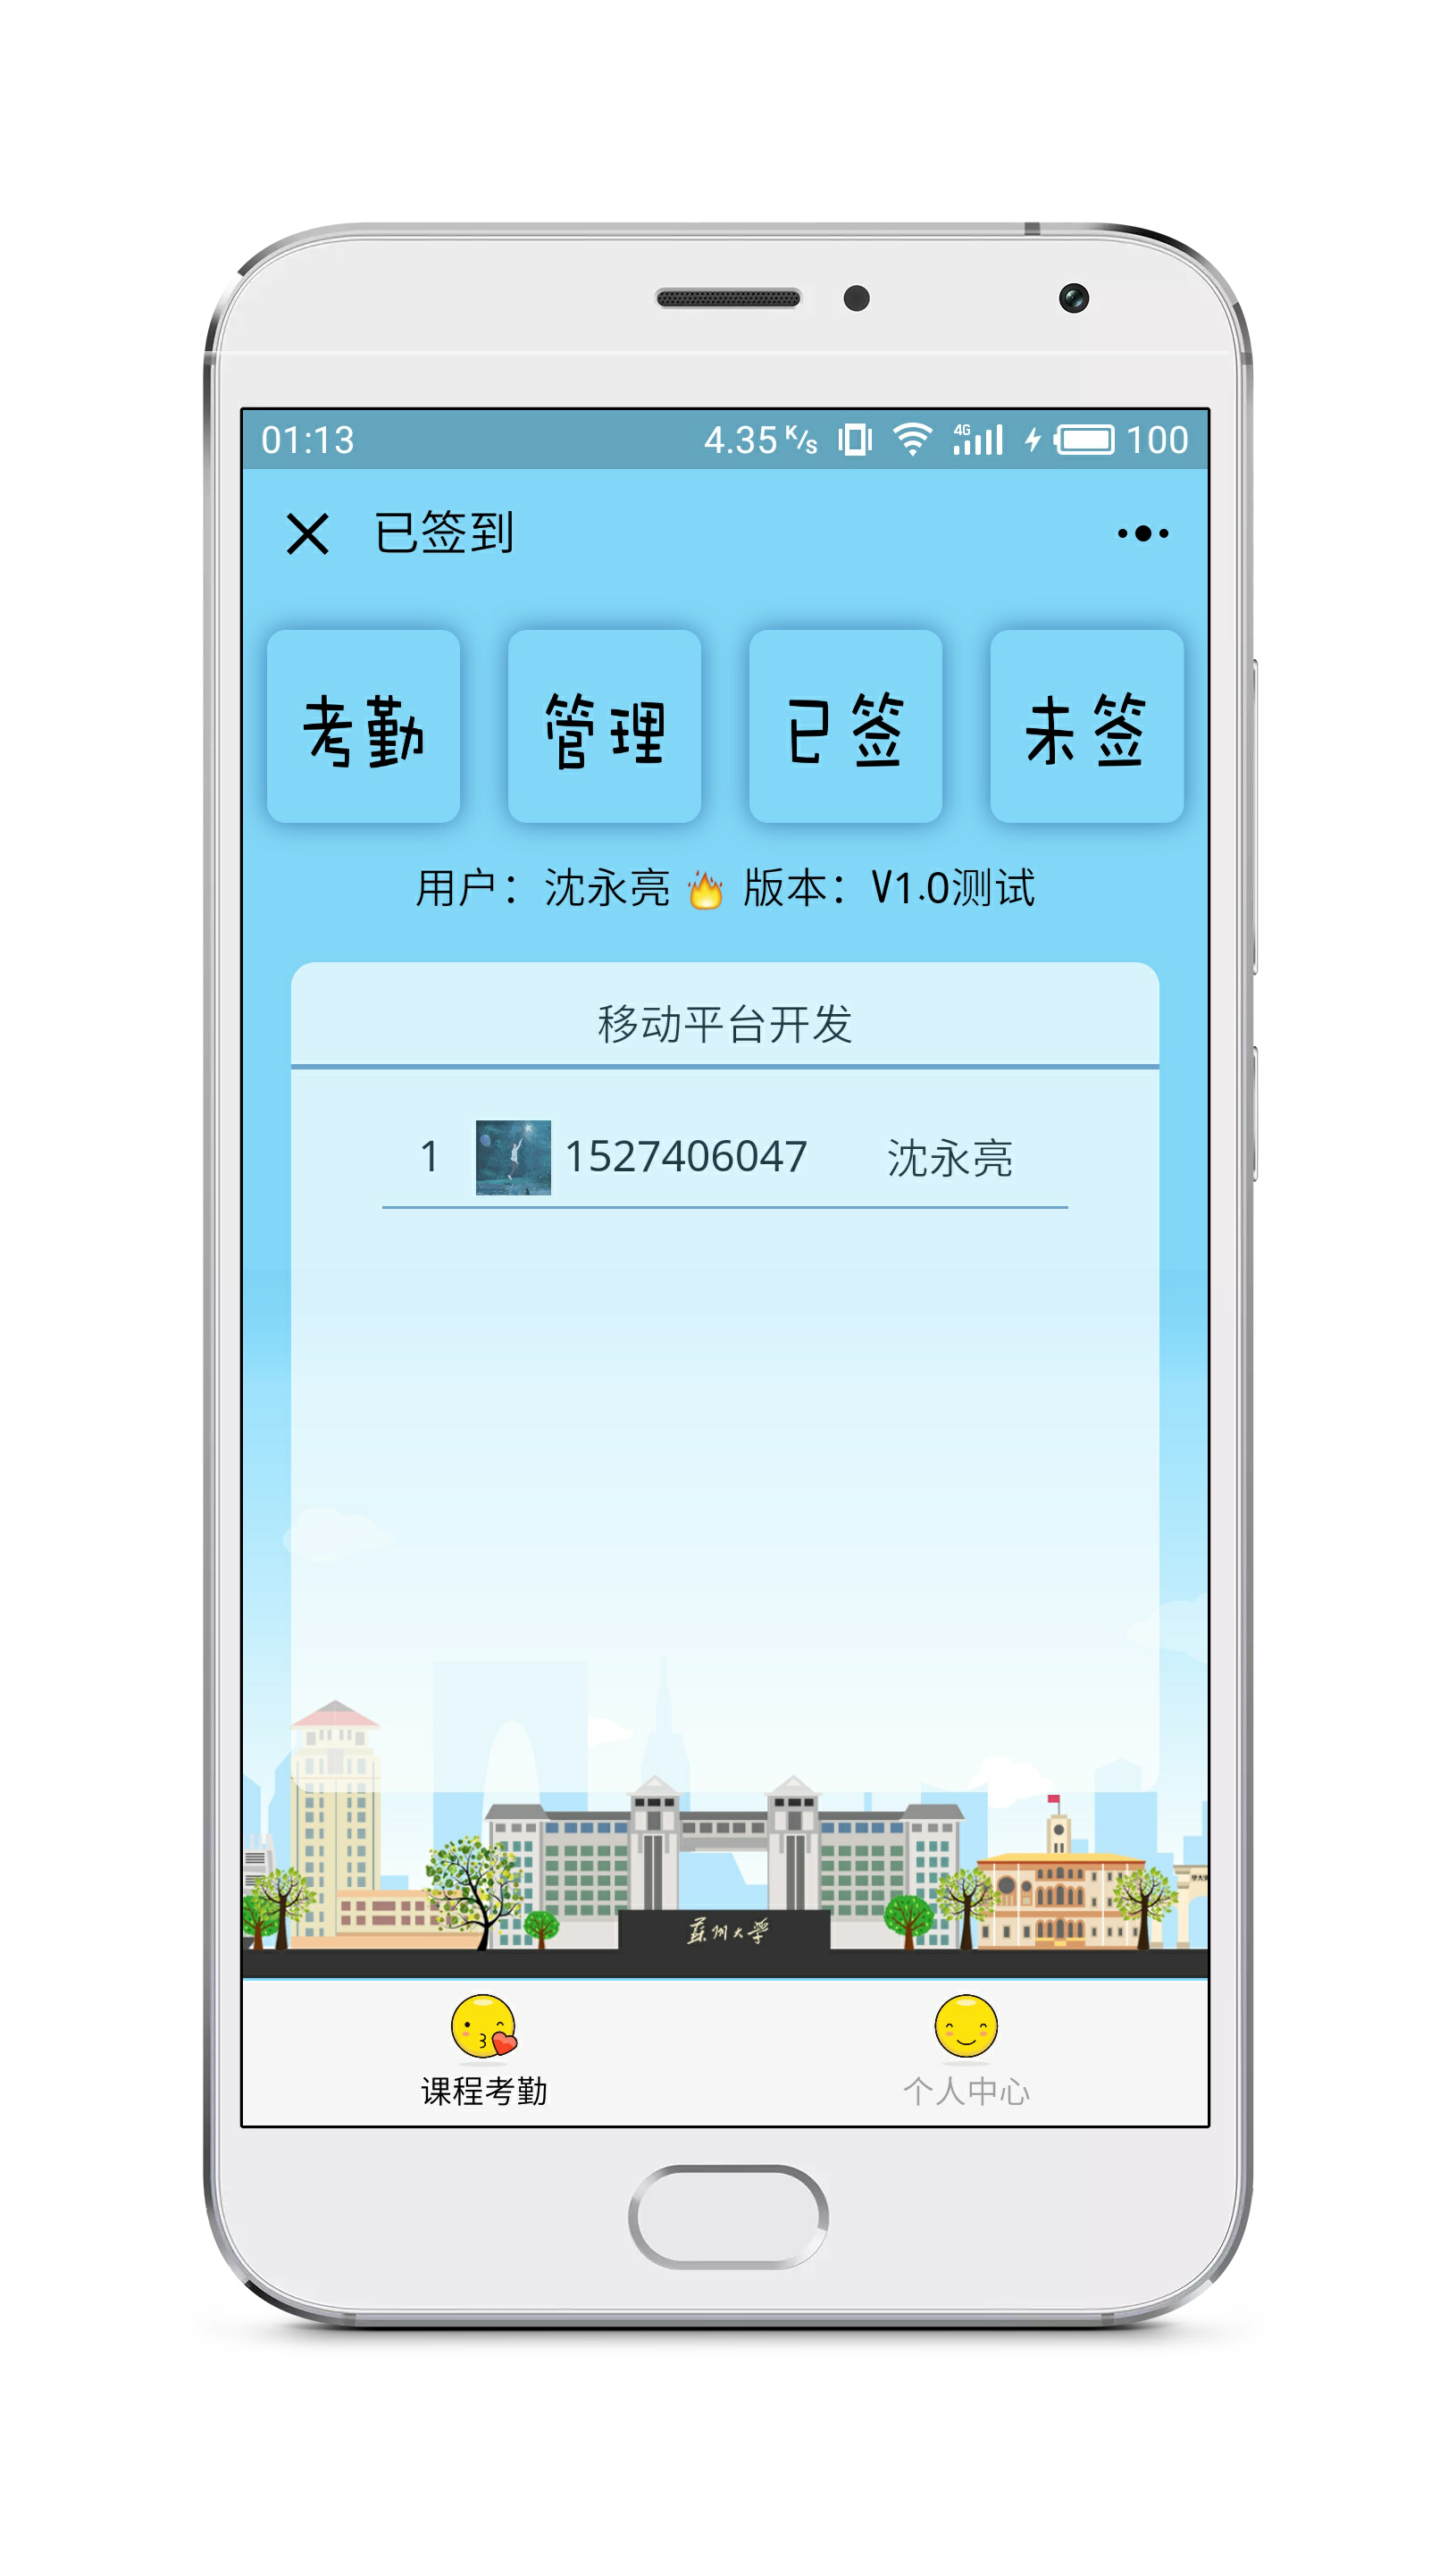 01:13 4.35 K/s 4G 100
已签到
考勤 管理 已签 未签
用户：沈永亮 🔥 版本：V1.0测试
移动平台开发
1 1527406047 沈永亮
蘇州大學
课程考勤 个人中心